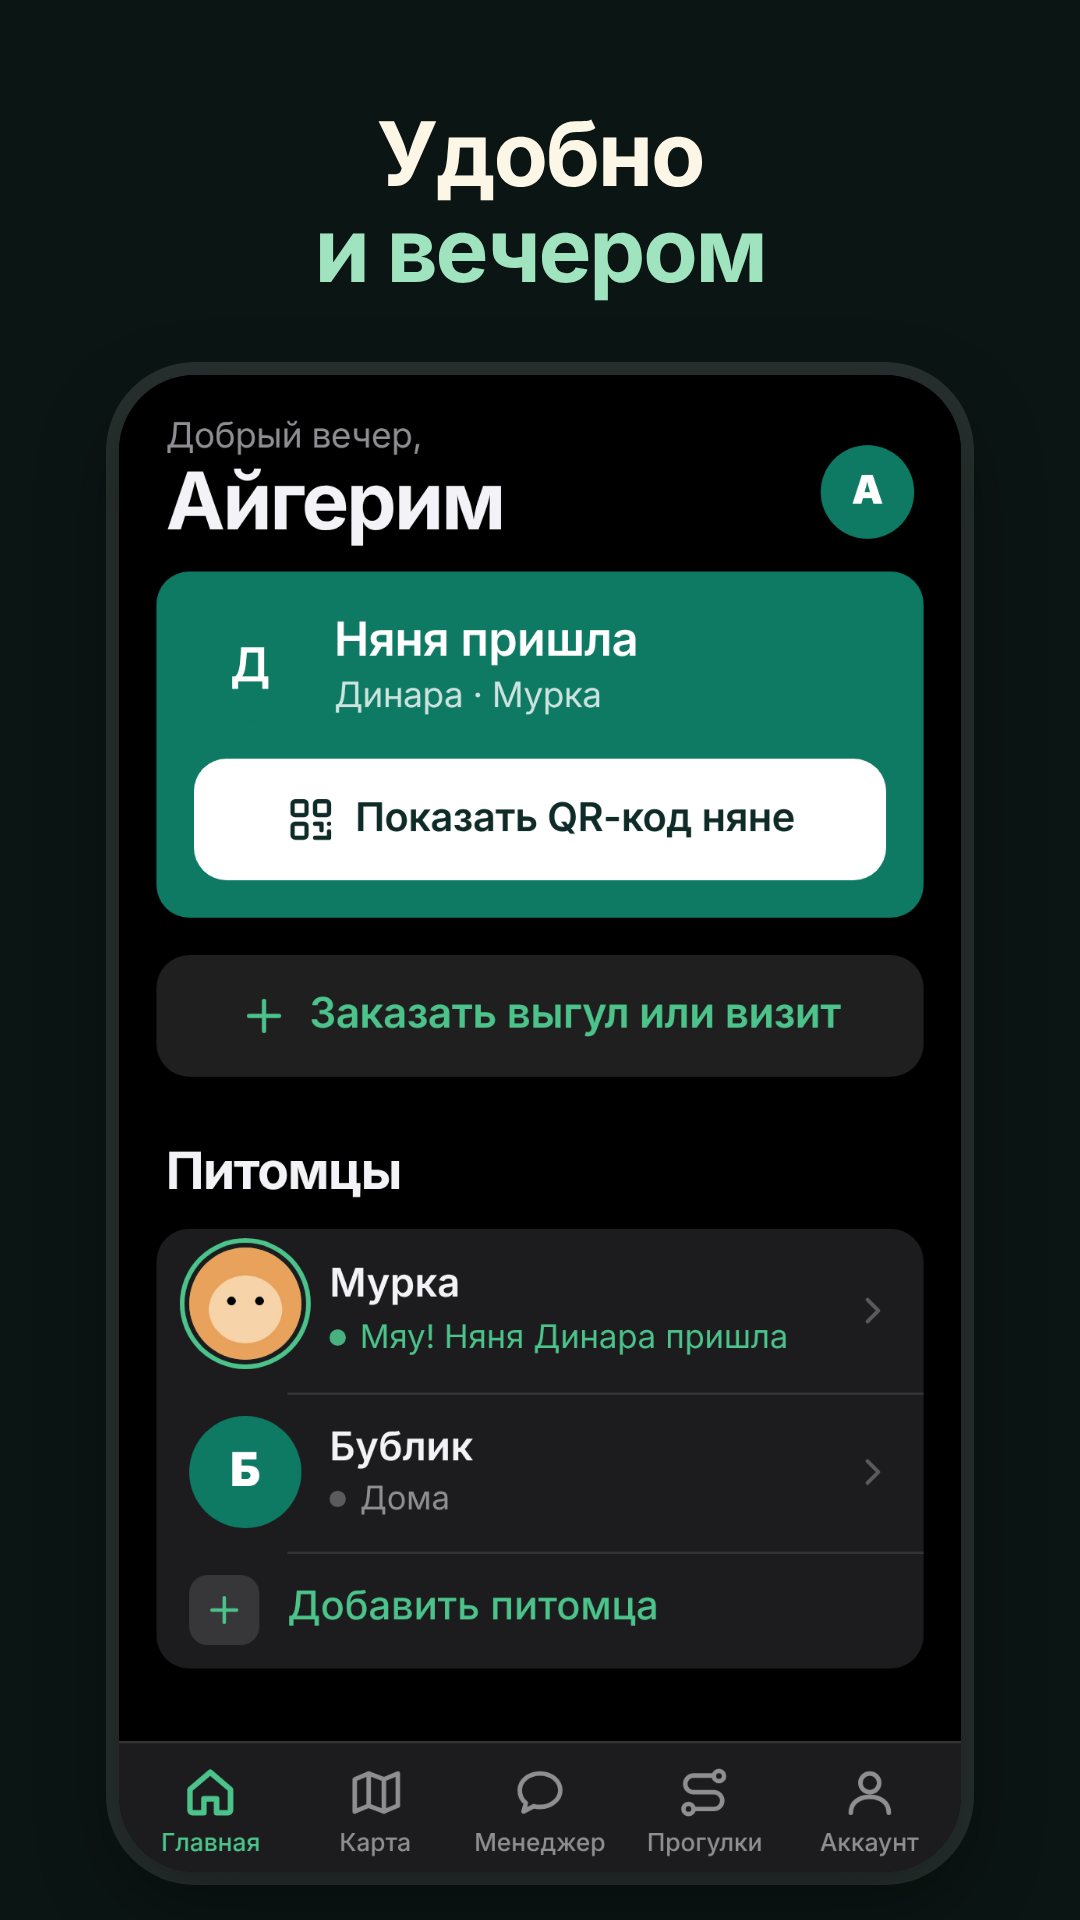 Удобно
и вечером
Добрый вечер,
Айгерим
А
Д
Няня пришла
Динара · Мурка
Показать QR-код няне
Заказать выгул или визит
Питомцы
Мурка
Мяу! Няня Динара пришла
Б
Бублик
Дома
Добавить питомца
Главная
Карта
Менеджер
Прогулки
Аккаунт